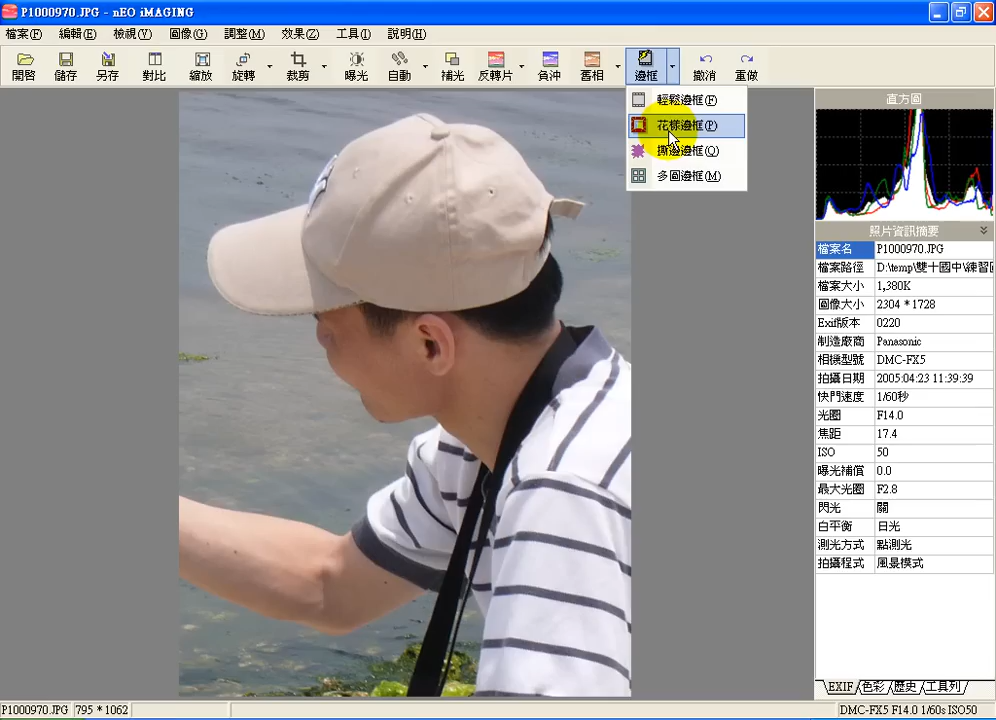 P1000970.JPG - nEO iMAGING
檔案(F) 編輯(E) 檢視(V) 圖像(G) 調整(M) 效果(Z) 工具(I) 說明(H)
開啓 儲存 另存 對比 縮放 旋轉 裁剪 曝光 自動 補光 反轉片 負沖 舊相 邊框 撤消 重做
輕鬆邊框(F)
花樣邊框(P)
撕邊邊框(Q)
多圖邊框(M)
直方圖
照片資訊摘要
檔案名 P1000970.JPG
檔案路徑 D:\temp\雙十國中\練習
檔案大小 1,380K
圖像大小 2304 * 1728
Exif版本 0220
制造廠商 Panasonic
相機型號 DMC-FX5
拍攝日期 2005:04:23 11:39:39
快門速度 1/60秒
光圈 F14.0
焦距 17.4
ISO 50
曝光補償 0.0
最大光圈 F2.8
閃光 關
白平衡 日光
測光方式 點測光
拍攝程式 風景模式
EXIF 色彩 歷史 工具列
P1000970.JPG 795 * 1062 DMC-FX5 F14.0 1/60s ISO50